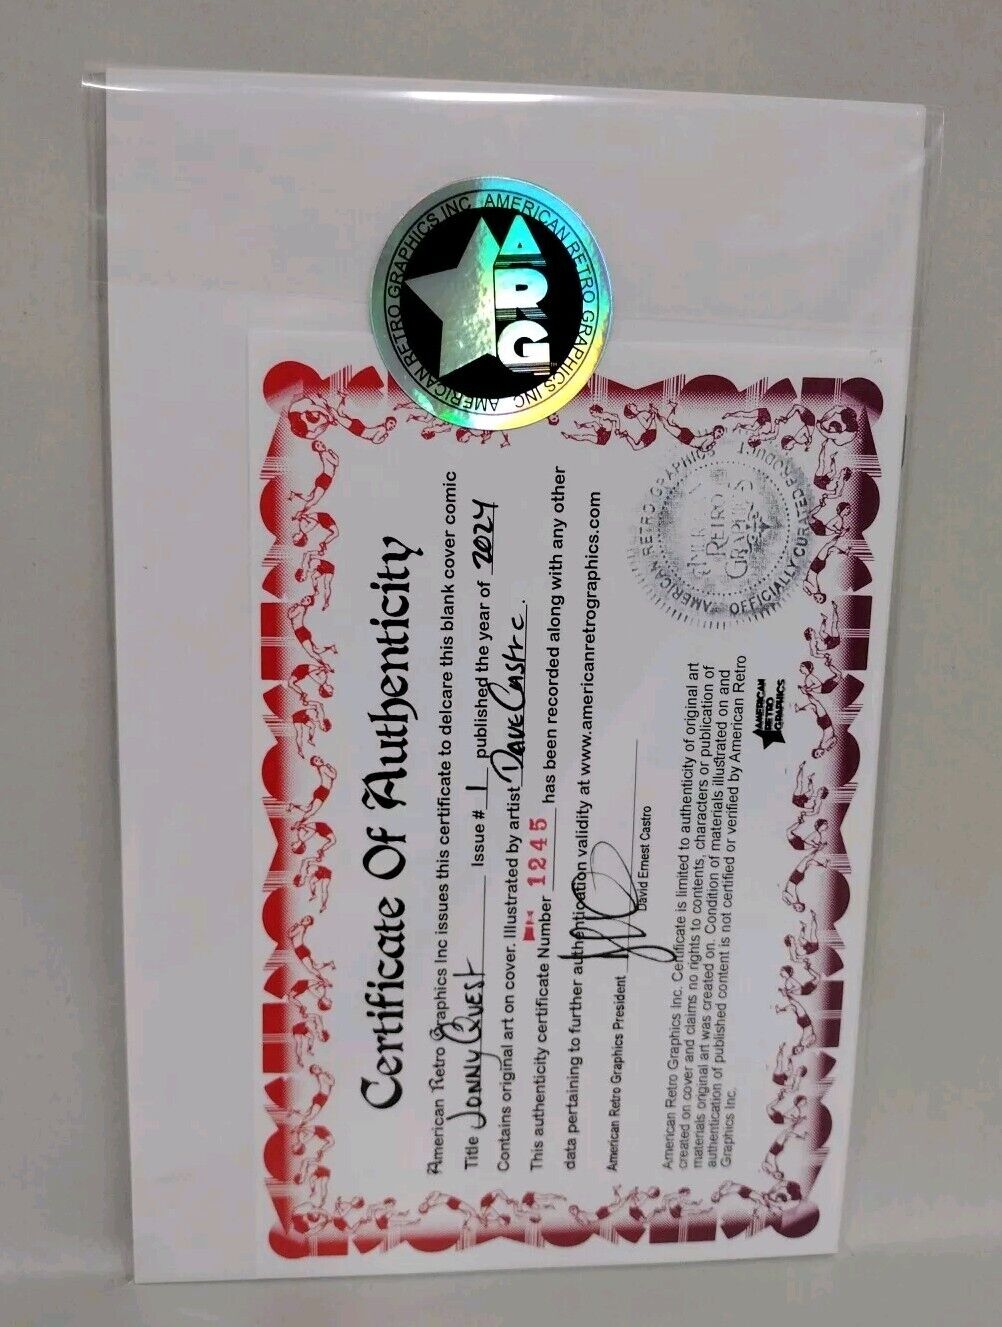 AMERICAN RETRO GRAPHICS INC. AMERICAN RETRO GRAPHICS INC.
ARG
Certificate Of Authenticity
American Retro Graphics Inc issues this certificate to delcare this blank cover comic
Title Jonny Quest Issue # 1 published the year of 2024
Contains original art on cover. Illustrated by artist Dave Castro.
This authenticity certificate Number 1245 has been recorded along with any other
data pertaining to further authentication validity at www.americanretrographics.com
American Retro Graphics President
David Ernest Castro
American Retro Graphics Inc. Certificate is limited to authenticity of original art
created on cover and claims no rights to contents, characters or publication of
materials original art was created on. Condition of materials illustrated on and
authentication of published content is not certified or verified by American Retro
Graphics Inc.
AMERICAN
RETRO
GRAPHICS
AMERICAN RETRO GRAPHICS
OFFICIALLY CURATED PRODUCT
RETRO
GRAPHICS